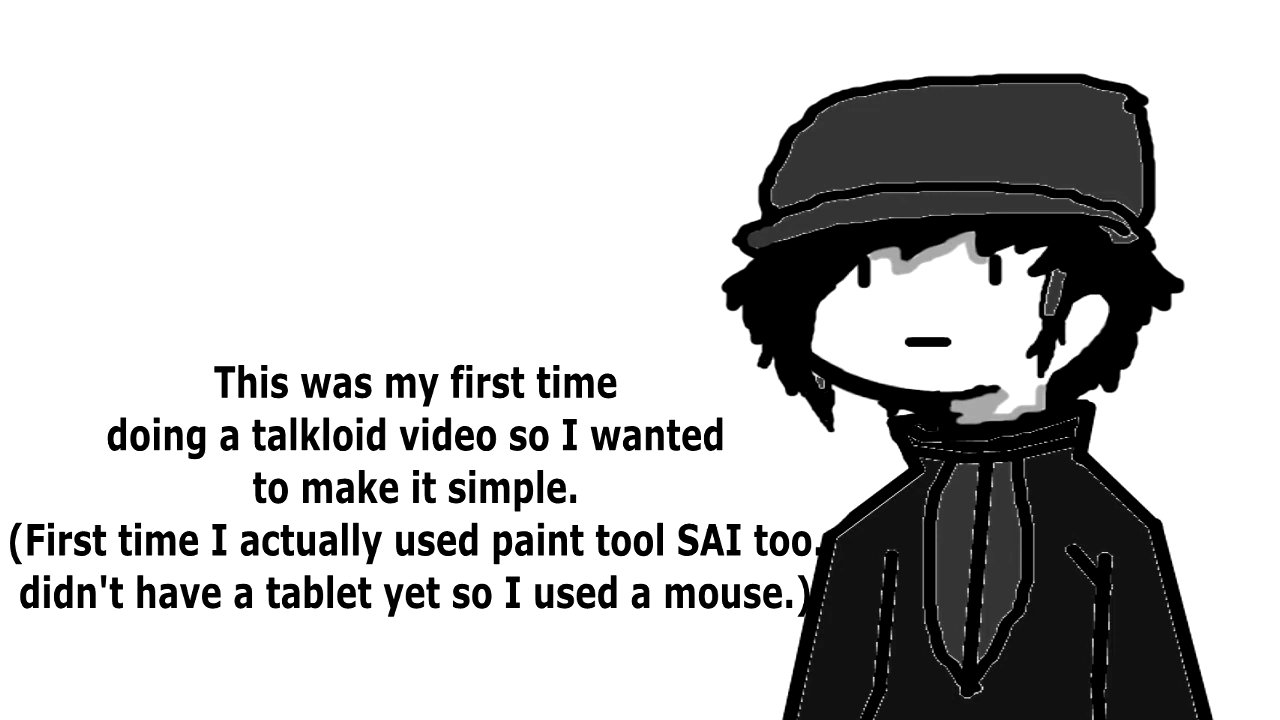 This was my first time
doing a talkloid video so I wanted
to make it simple.
(First time I actually used paint tool SAI too.
didn't have a tablet yet so I used a mouse.)